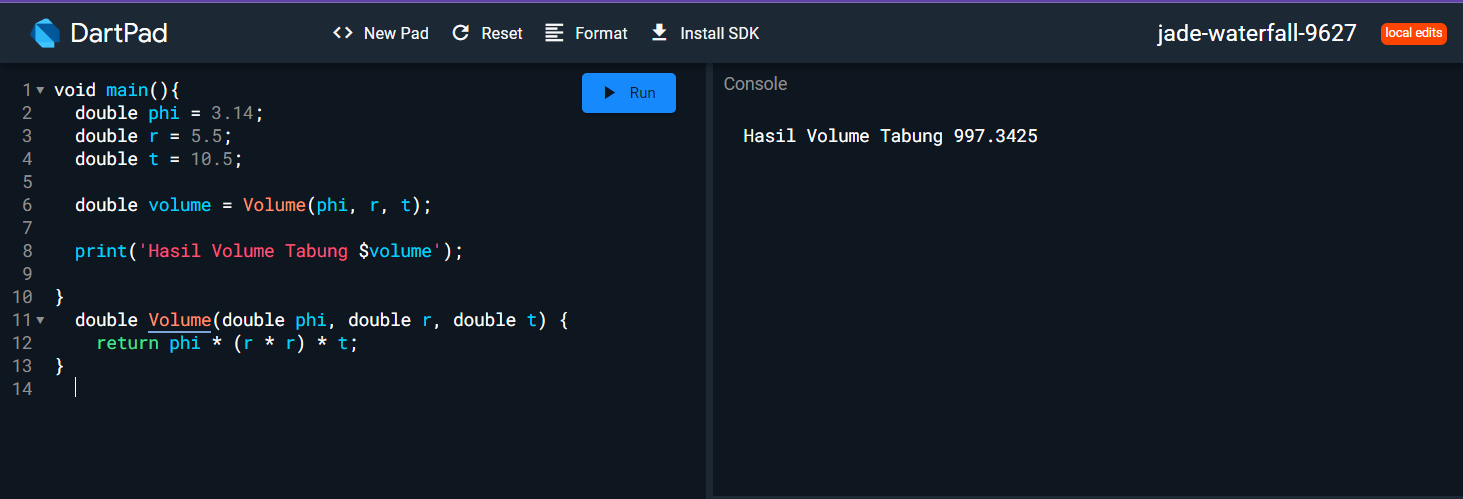 DartPad <> New Pad Reset Format Install SDK jade-waterfall-9627 local edits
1 void main(){
2   double phi = 3.14;
3   double r = 5.5;
4   double t = 10.5;
5
6   double volume = Volume(phi, r, t);
7
8   print('Hasil Volume Tabung $volume');
9
10 }
11   double Volume(double phi, double r, double t) {
12     return phi * (r * r) * t;
13 }
14
Run
Console
Hasil Volume Tabung 997.3425